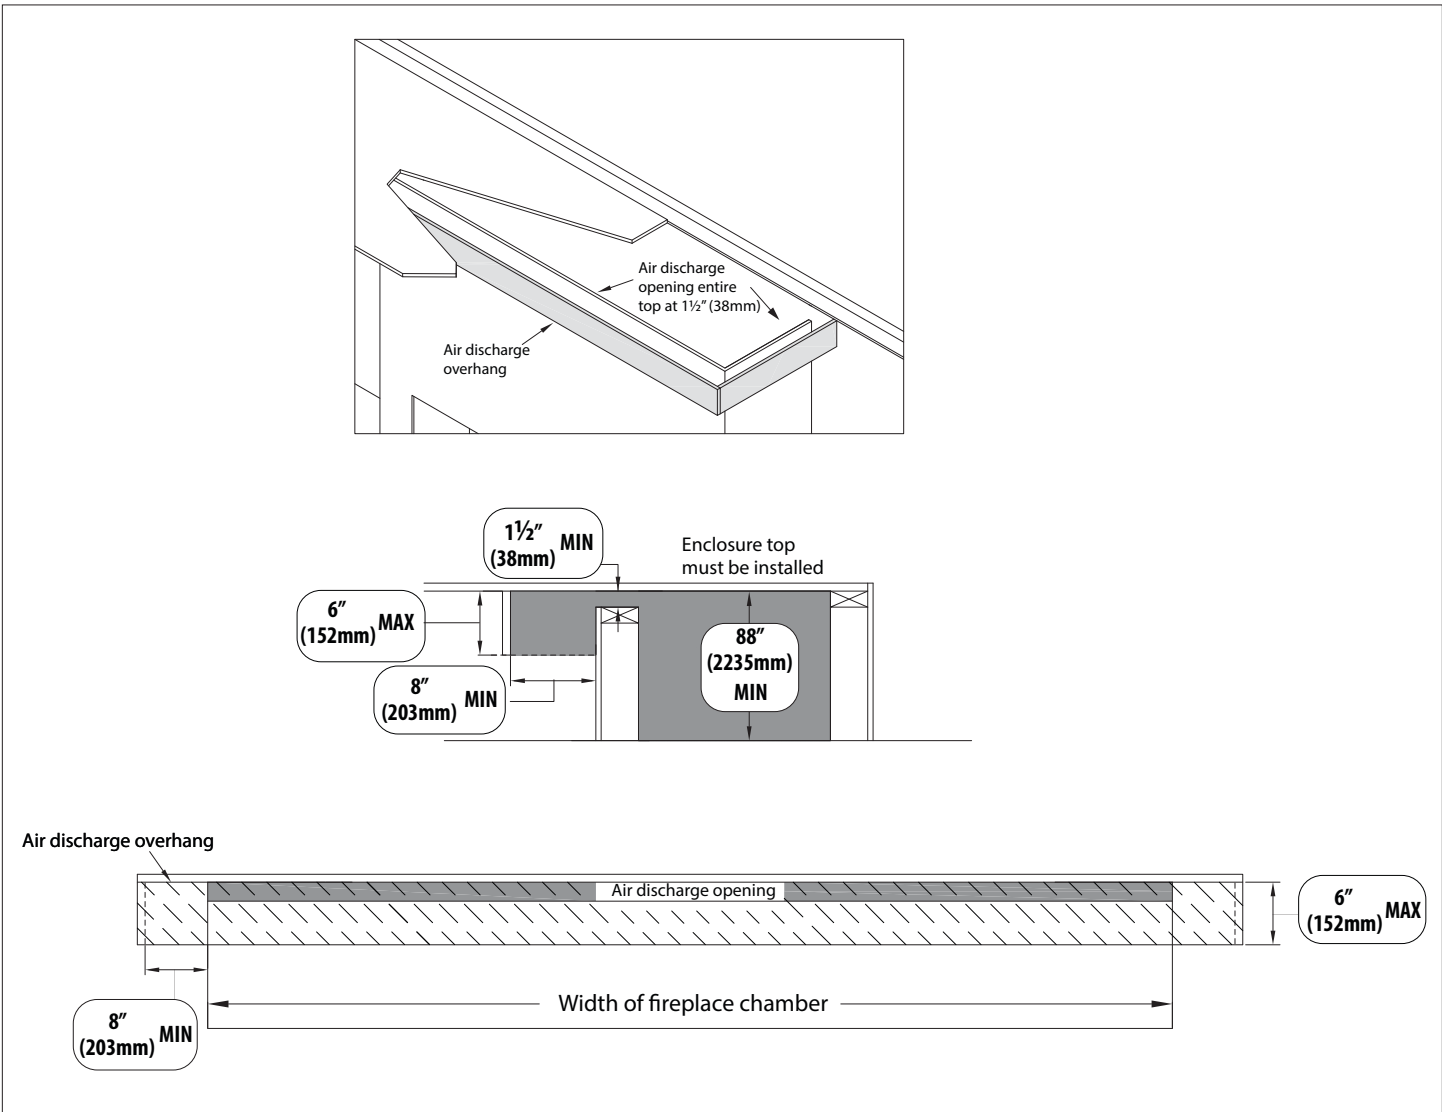 Air discharge
opening entire
top at 1½” (38mm)
Air discharge
overhang
1½”
(38mm) MIN
Enclosure top
must be installed
6”
(152mm) MAX
88”
(2235mm)
MIN
8”
(203mm) MIN
Air discharge overhang
Air discharge opening
6”
(152mm) MAX
Width of fireplace chamber
8”
(203mm) MIN